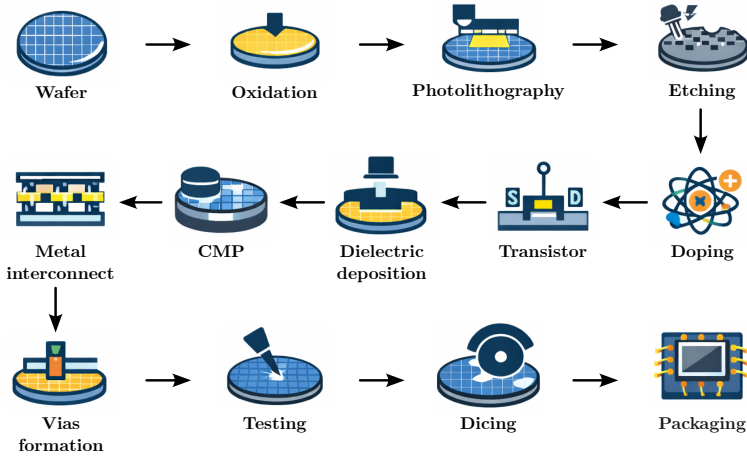 Wafer
Oxidation
Photolithography
Etching
Metal
interconnect
CMP
Dielectric
deposition
S
D
Transistor
Doping
Vias
formation
Testing
Dicing
Packaging